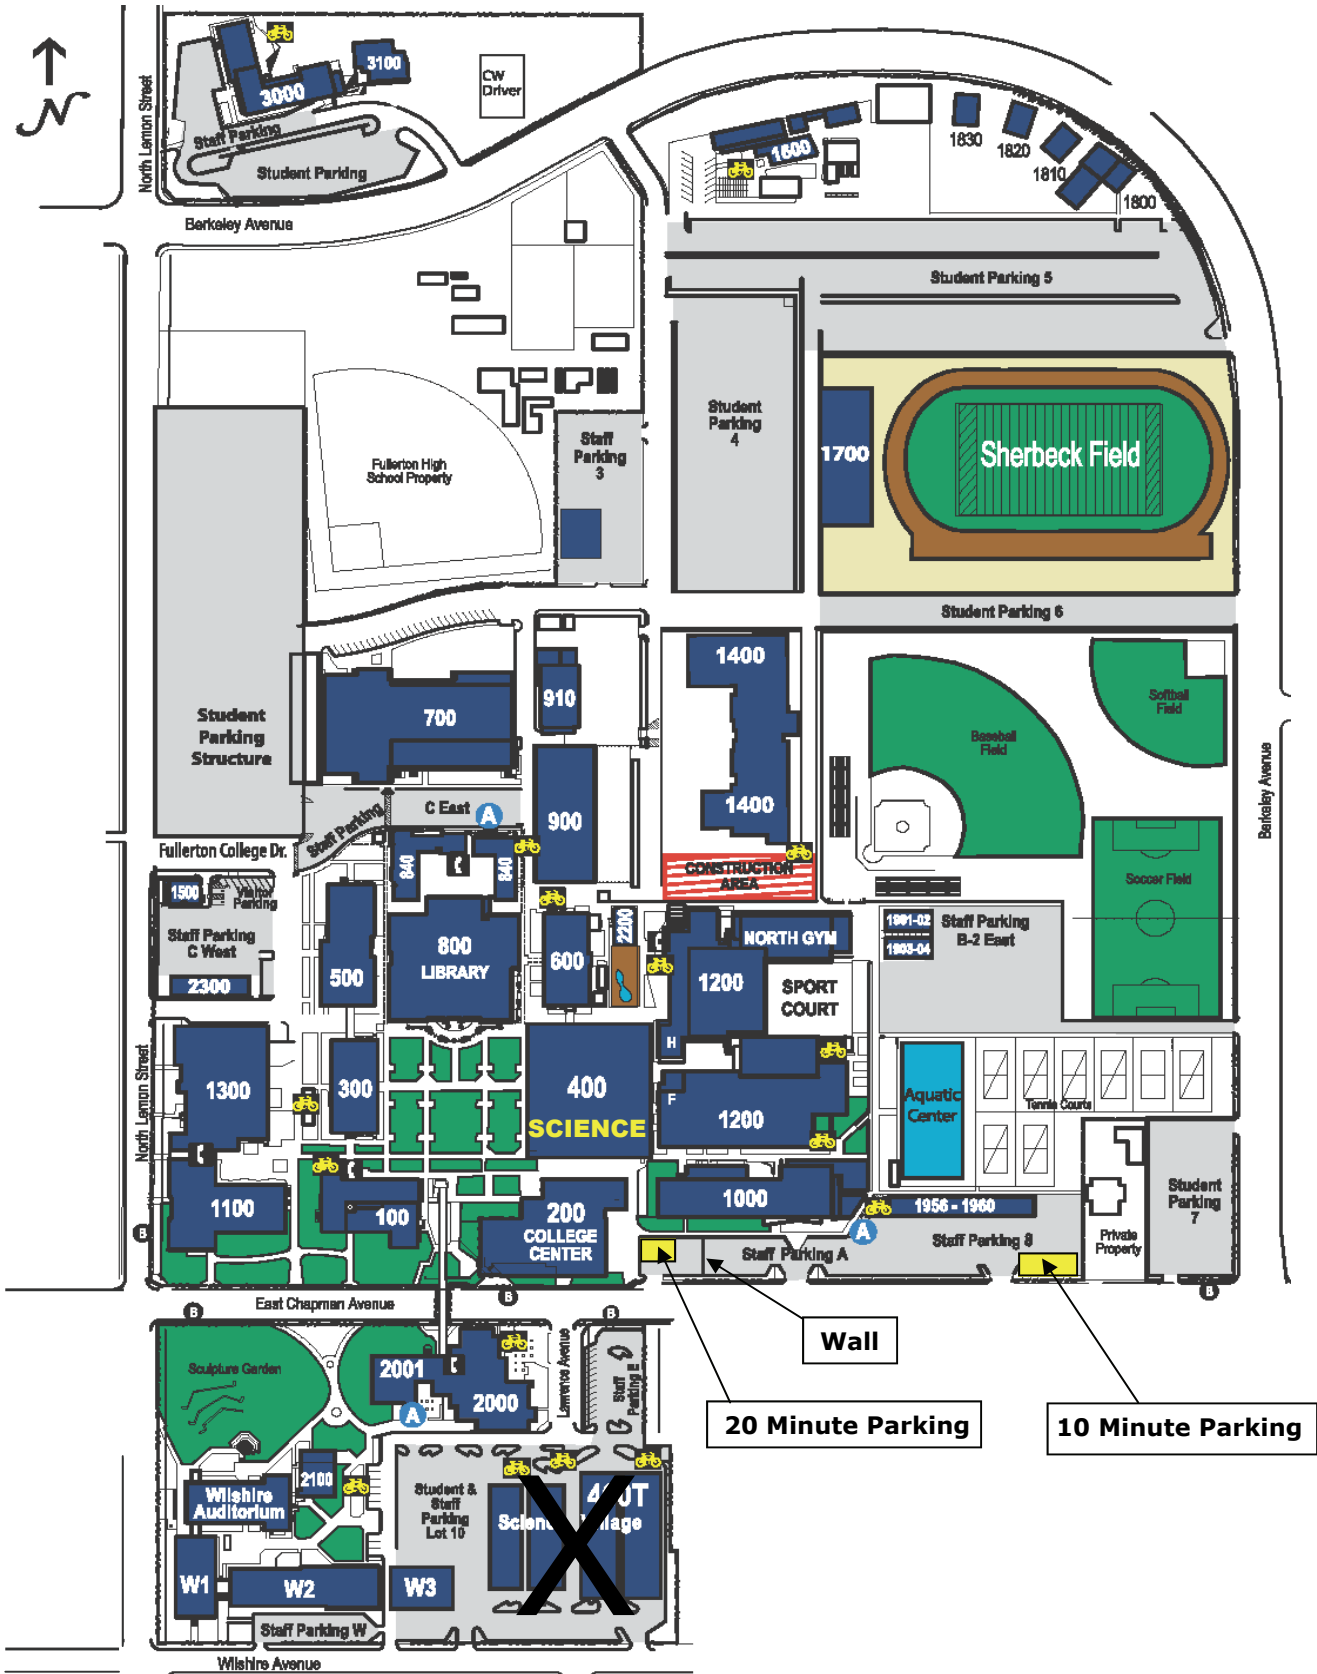 N
North Lemon Street
3000
3100
CW
Driver
Staff Parking
Student Parking
Berkeley Avenue
1600
1830
1820
1810
1800
Student Parking 5
Student
Parking
4
1700
Sherbeck Field
Staff
Parking
3
Fullerton High
School Property
Student Parking 6
Student
Parking
Structure
700
910
900
1400
1400
Softball
Field
Baseball
Field
Berkeley Avenue
C East
A
Staff Parking
Fullerton College Dr.
840
840
CONSTRUCTION
AREA
Soccer Field
1500
Visitor
Parking
Staff Parking
C West
2300
500
800
LIBRARY
600
2200
NORTH GYM
1200
SPORT
COURT
1901-02
1903-04
Staff Parking
B-2 East
H
North Lemon Street
1300
300
400
SCIENCE
F
1200
Aquatic
Center
Tennis Courts
1100
100
200
COLLEGE
CENTER
1000
1956 - 1960
Student
Parking
7
B
A
Staff Parking A
Staff Parking 8
Private
Property
East Chapman Avenue
B
B
B
B
Wall
20 Minute Parking
10 Minute Parking
Sculpture Garden
2001
2000
A
Lawrence Avenue
Staff
Parking E
2100
Wilshire
Auditorium
Student &
Staff
Parking
Lot 10
400T
Science Village
W1
W2
W3
Staff Parking W
Wilshire Avenue